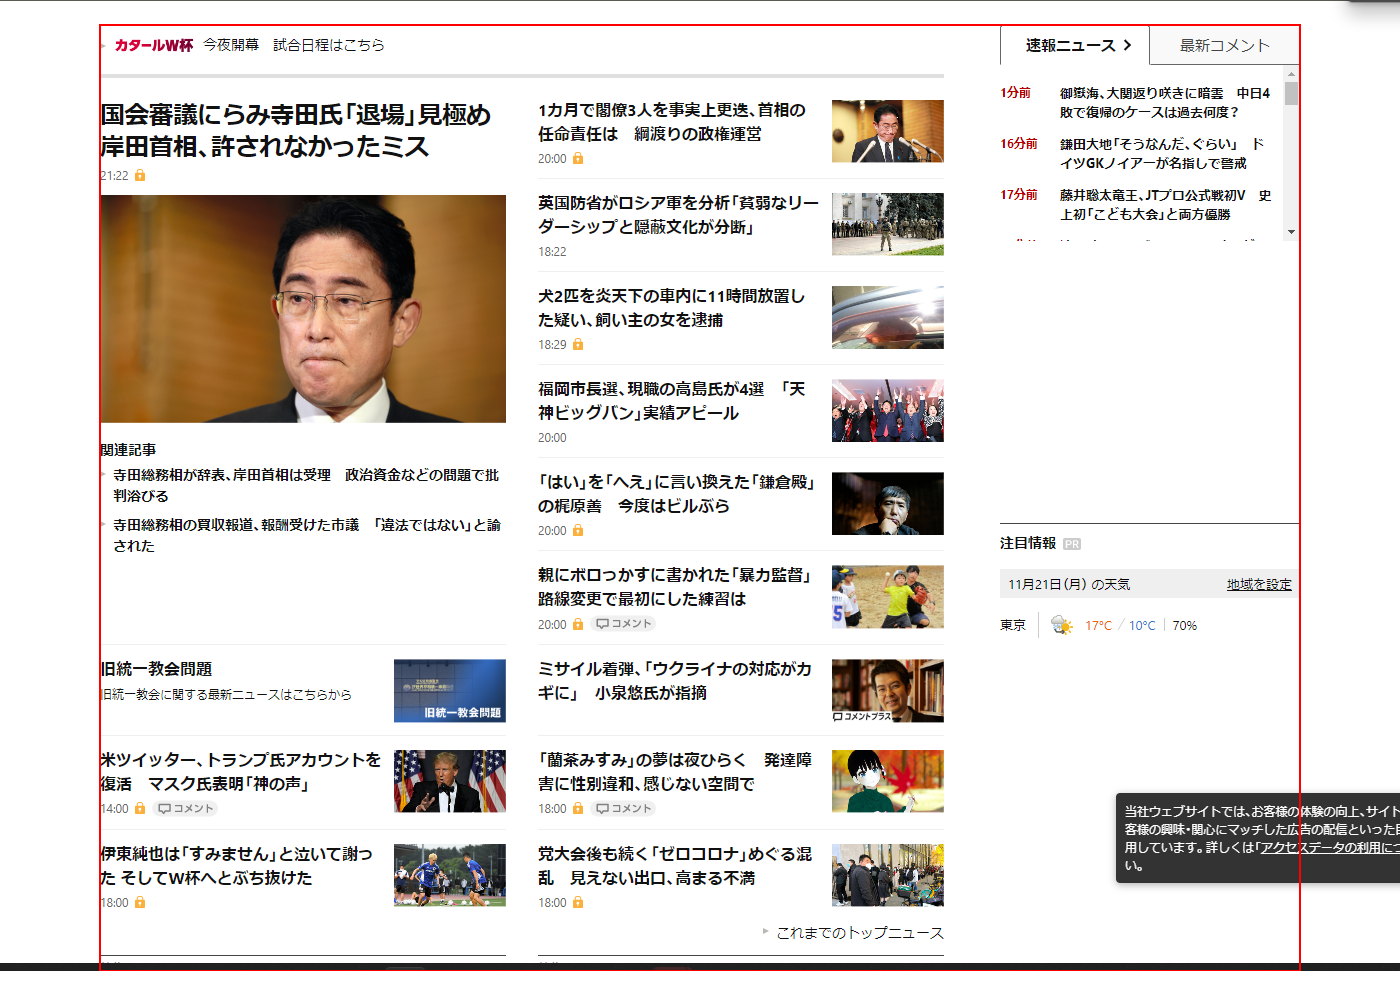 カタールW杯 今夜開幕 試合日程はこちら
国会審議にらみ寺田氏「退場」見極め
岸田首相、許されなかったミス
21:22
関連記事
寺田総務相が辞表、岸田首相は受理 政治資金などの問題で批
判浴びる
寺田総務相の買収報道、報酬受けた市議 「違法ではない」と諭
された
旧統一教会問題
旧統一教会に関する最新ニュースはこちらから
旧統一教会問題
米ツイッター、トランプ氏アカウントを
復活 マスク氏表明「神の声」
14:00 コメント
伊東純也は「すみません」と泣いて謝っ
た そしてW杯へとぶち抜けた
18:00
1カ月で閣僚3人を事実上更迭、首相の
任命責任は 綱渡りの政権運営
20:00
英国防省がロシア軍を分析「貧弱なリー
ダーシップと隠蔽文化が分断」
18:22
犬2匹を炎天下の車内に11時間放置し
た疑い、飼い主の女を逮捕
18:29
福岡市長選、現職の高島氏が4選 「天
神ビッグバン」実績アピール
20:00
「はい」を「へえ」に言い換えた「鎌倉殿」
の梶原善 今度はビルぶら
20:00
親にボロっかすに書かれた「暴力監督」
路線変更で最初にした練習は
20:00 コメント
ミサイル着弾、「ウクライナの対応がカ
ギに」 小泉悠氏が指摘
コメントプラス
「蘭茶みすみ」の夢は夜ひらく 発達障
害に性別違和、感じない空間で
18:00 コメント
党大会後も続く「ゼロコロナ」めぐる混
乱 見えない出口、高まる不満
18:00
これまでのトップニュース
速報ニュース 最新コメント
1分前 御嶽海、大関返り咲きに暗雲 中日4
敗で復帰のケースは過去何度？
16分前 鎌田大地「そうなんだ、ぐらい」 ド
イツGKノイアーが名指しで警戒
17分前 藤井聡太竜王、JTプロ公式戦初V 史
上初「こども大会」と両方優勝
注目情報 PR
11月21日（月） の天気 地域を設定
東京 17°C / 10°C 70%
当社ウェブサイトでは、お客様の体験の向上、サイト
客様の興味・関心にマッチした広告の配信といった目
用しています。詳しくは「アクセスデータの利用につ
い。